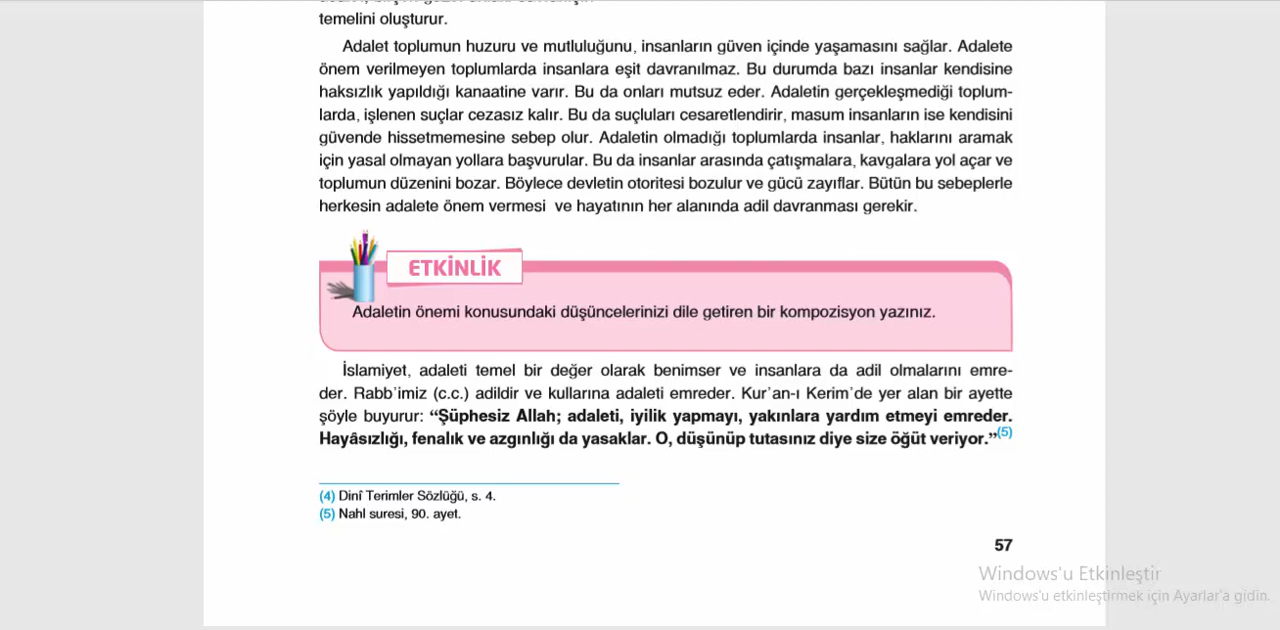 temelini oluşturur.
Adalet toplumun huzuru ve mutluluğunu, insanların güven içinde yaşamasını sağlar. Adalete
önem verilmeyen toplumlarda insanlara eşit davranılmaz. Bu durumda bazı insanlar kendisine
haksızlık yapıldığı kanaatine varır. Bu da onları mutsuz eder. Adaletin gerçekleşmediği toplum-
larda, işlenen suçlar cezasız kalır. Bu da suçluları cesaretlendirir, masum insanların ise kendisini
güvende hissetmemesine sebep olur. Adaletin olmadığı toplumlarda insanlar, haklarını aramak
için yasal olmayan yollara başvurular. Bu da insanlar arasında çatışmalara, kavgalara yol açar ve
toplumun düzenini bozar. Böylece devletin otoritesi bozulur ve gücü zayıflar. Bütün bu sebeplerle
herkesin adalete önem vermesi ve hayatının her alanında adil davranması gerekir.
ETKİNLİK
Adaletin önemi konusundaki düşüncelerinizi dile getiren bir kompozisyon yazınız.
İslamiyet, adaleti temel bir değer olarak benimser ve insanlara da adil olmalarını emre-
der. Rabb'imiz (c.c.) adildir ve kullarına adaleti emreder. Kur'an-ı Kerim'de yer alan bir ayette
şöyle buyurur: “Şüphesiz Allah; adaleti, iyilik yapmayı, yakınlara yardım etmeyi emreder.
Hayâsızlığı, fenalık ve azgınlığı da yasaklar. O, düşünüp tutasınız diye size öğüt veriyor.”(5)
(4) Dinî Terimler Sözlüğü, s. 4.
(5) Nahl suresi, 90. ayet.
57
Windows'u Etkinleştir
Windows'u etkinleştirmek için Ayarlar'a gidin.